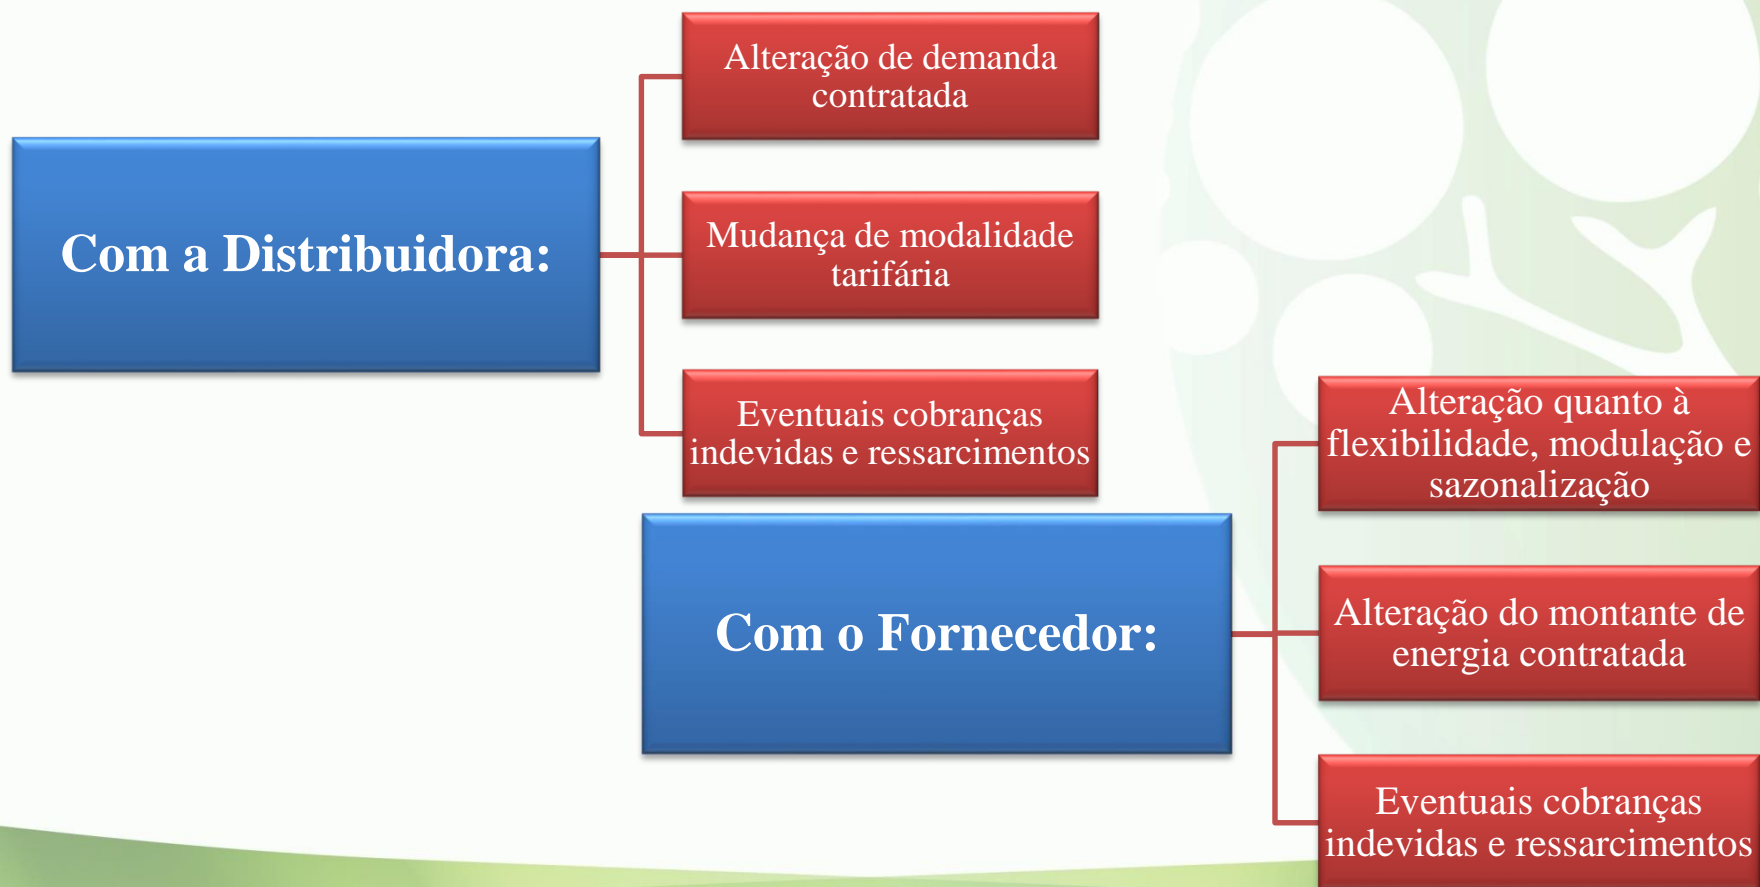 Com a Distribuidora:
Alteração de demanda
contratada
Mudança de modalidade
tarifária
Eventuais cobranças
indevidas e ressarcimentos
Com o Fornecedor:
Alteração quanto à
flexibilidade, modulação e
sazonalização
Alteração do montante de
energia contratada
Eventuais cobranças
indevidas e ressarcimentos